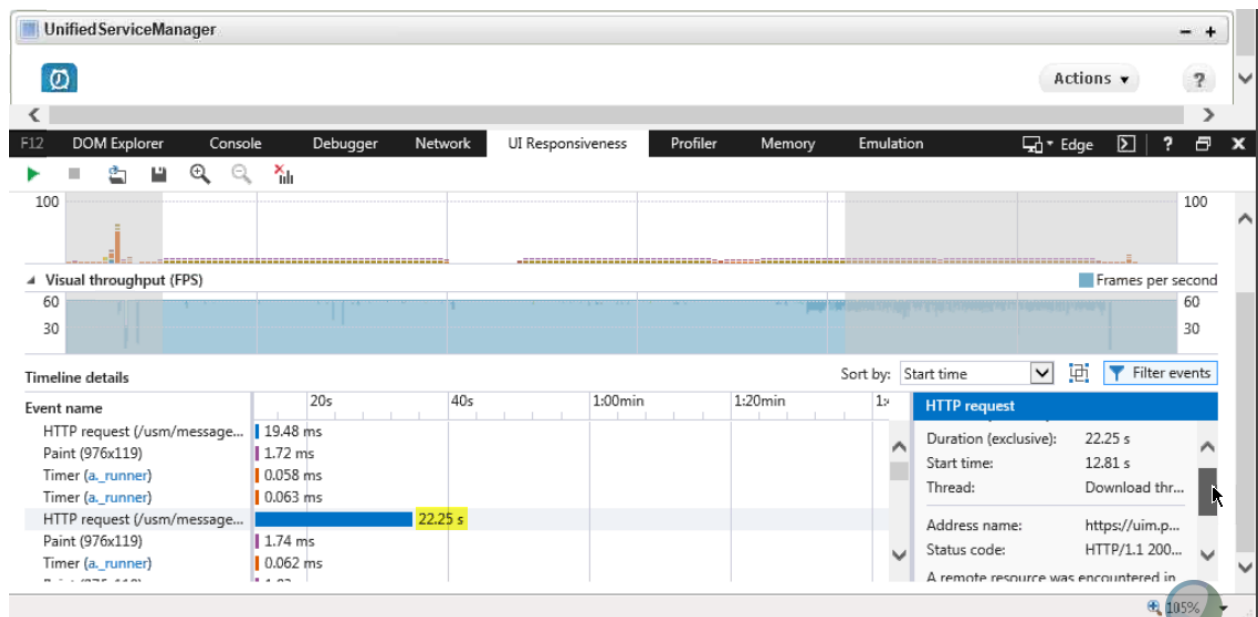 UnifiedServiceManager - +
Actions ▾ ?
F12 DOM Explorer Console Debugger Network UI Responsiveness Profiler Memory Emulation Edge ? x
100 100
Visual throughput (FPS) Frames per second
60 60
30 30
Timeline details Sort by: Start time Filter events
Event name 20s 40s 1:00min 1:20min HTTP request
HTTP request (/usm/message... 19.48 ms Duration (exclusive): 22.25 s
Paint (976x119) 1.72 ms Start time: 12.81 s
Timer (a._runner) 0.058 ms Thread: Download thr...
Timer (a._runner) 0.063 ms
HTTP request (/usm/message... 22.25 s Address name: https://uim.p...
Paint (976x119) 1.74 ms Status code: HTTP/1.1 200...
Timer (a._runner) 0.062 ms A remote resource was encountered in
105%